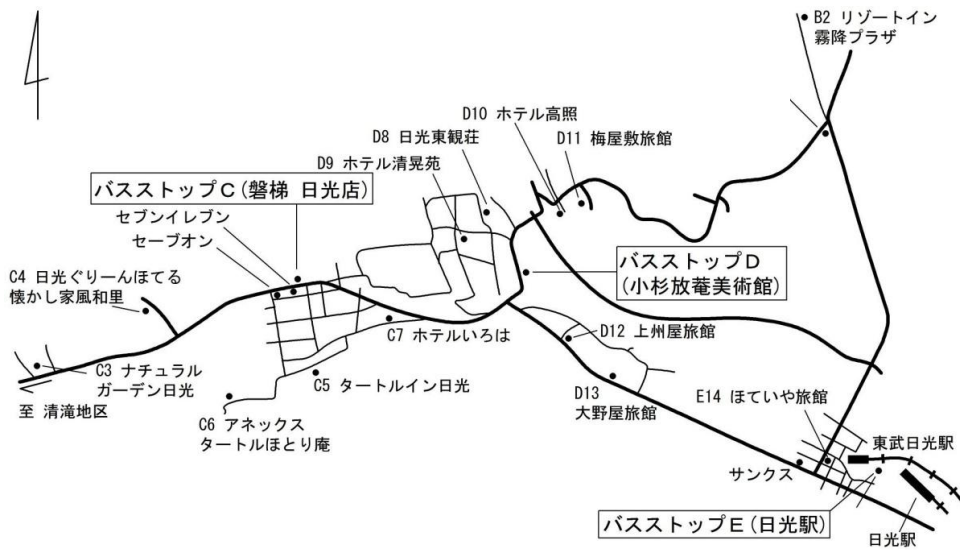 B2 リゾートイン
霧降プラザ
D10 ホテル高照
D8 日光東観荘
D11 梅屋敷旅館
D9 ホテル清晃苑
バスストップC(磐梯 日光店)
セブンイレブン
セーブオン
C4 日光ぐりーんほてる
懐かし家風和里
バスストップD
(小杉放菴美術館)
C7 ホテルいろは
D12 上州屋旅館
C3 ナチュラル
ガーデン日光
C5 タートルイン日光
D13
大野屋旅館
E14 ほていや旅館
至 清滝地区
C6 アネックス
タートルほとり庵
東武日光駅
サンクス
バスストップE(日光駅)
日光駅